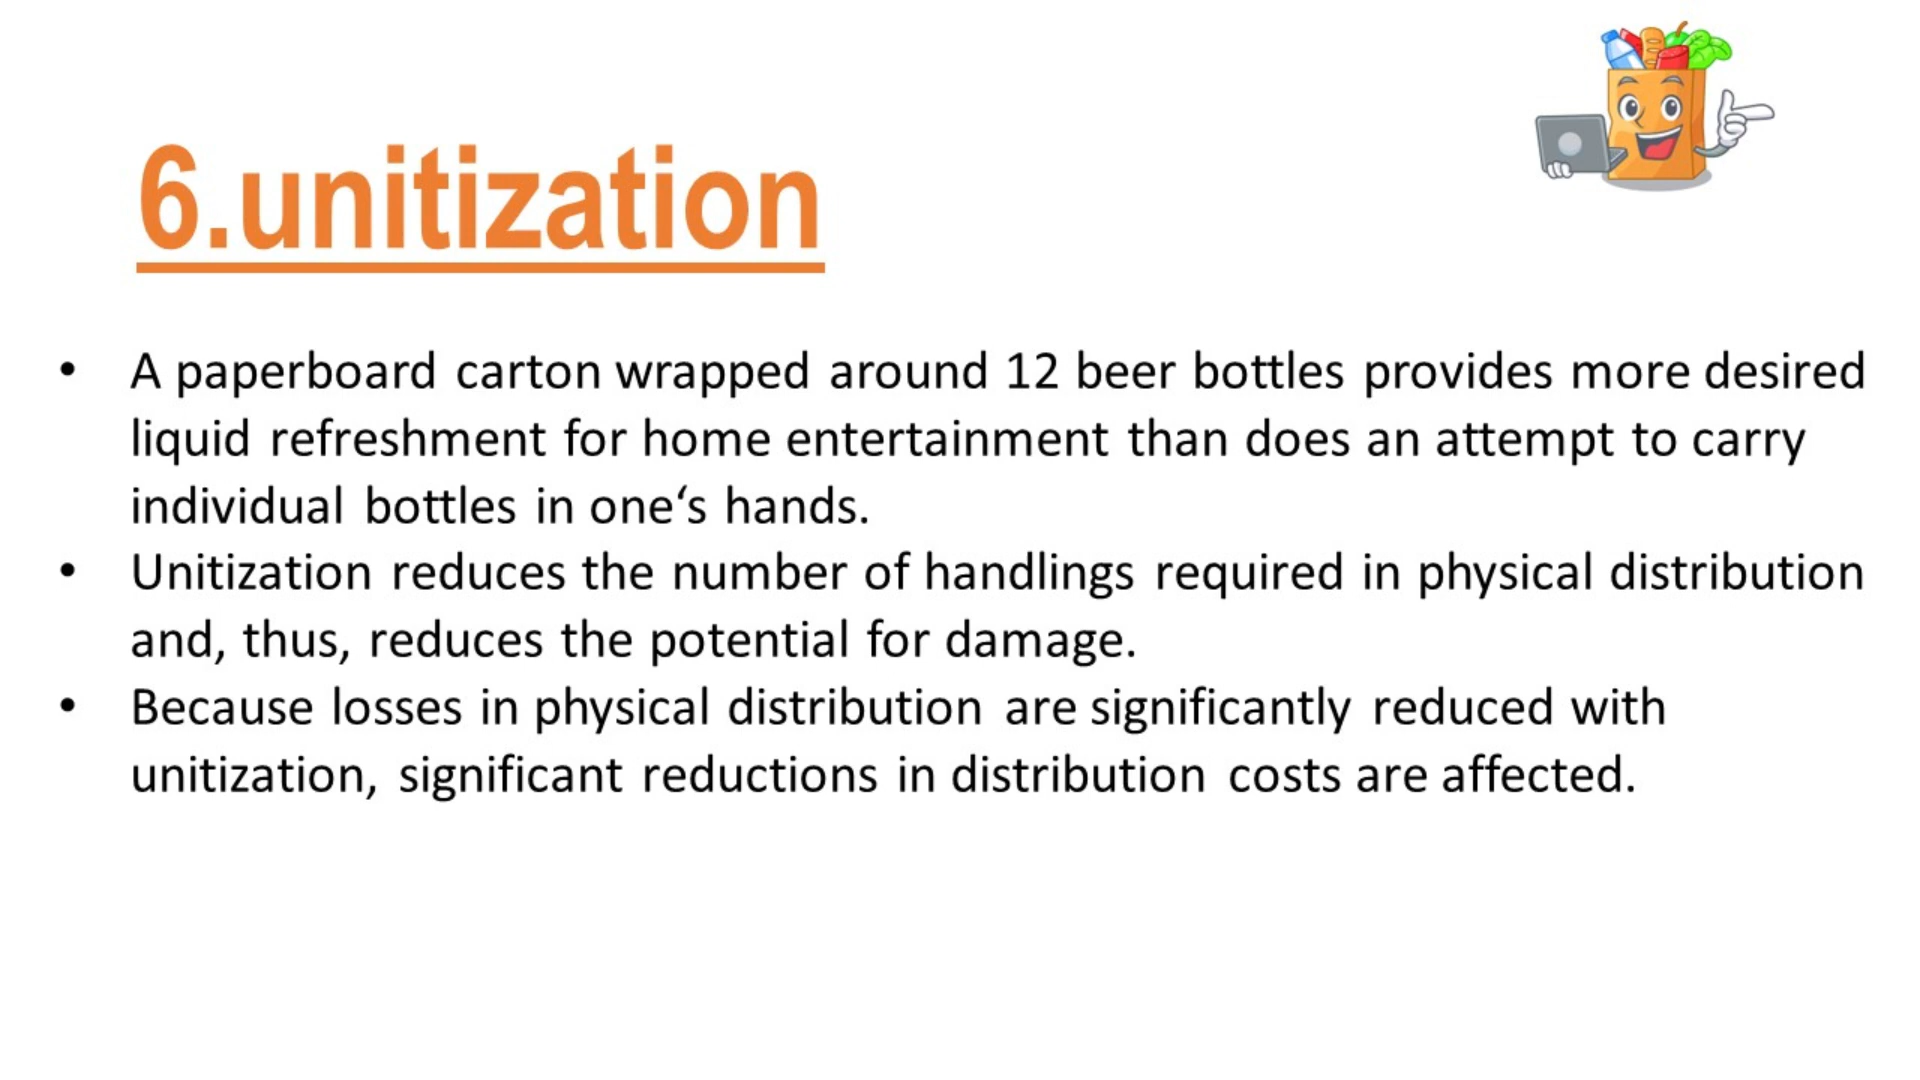 6.unitization
• A paperboard carton wrapped around 12 beer bottles provides more desired
liquid refreshment for home entertainment than does an attempt to carry
individual bottles in one‘s hands.
• Unitization reduces the number of handlings required in physical distribution
and, thus, reduces the potential for damage.
• Because losses in physical distribution are significantly reduced with
unitization, significant reductions in distribution costs are affected.